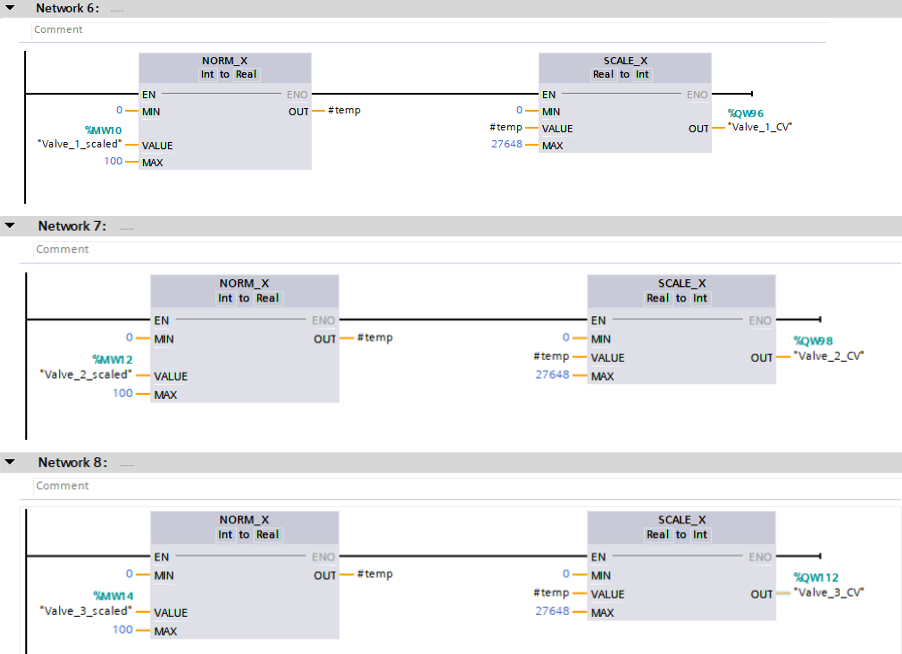 Network 6: .....
Comment
NORM_X
Int to Real
EN ENO
0 MIN OUT #temp
%MW10
"Valve_1_scaled" VALUE
100 MAX
SCALE_X
Real to Int
EN ENO
0 MIN
%QW96
#temp VALUE OUT "Valve_1_CV"
27648 MAX
Network 7: .....
Comment
NORM_X
Int to Real
EN ENO
0 MIN OUT #temp
%MW12
"Valve_2_scaled" VALUE
100 MAX
SCALE_X
Real to Int
EN ENO
0 MIN
%QW98
#temp VALUE OUT "Valve_2_CV"
27648 MAX
Network 8: .....
Comment
NORM_X
Int to Real
EN ENO
0 MIN OUT #temp
%MW14
"Valve_3_scaled" VALUE
100 MAX
SCALE_X
Real to Int
EN ENO
0 MIN
%QW112
#temp VALUE OUT "Valve_3_CV"
27648 MAX